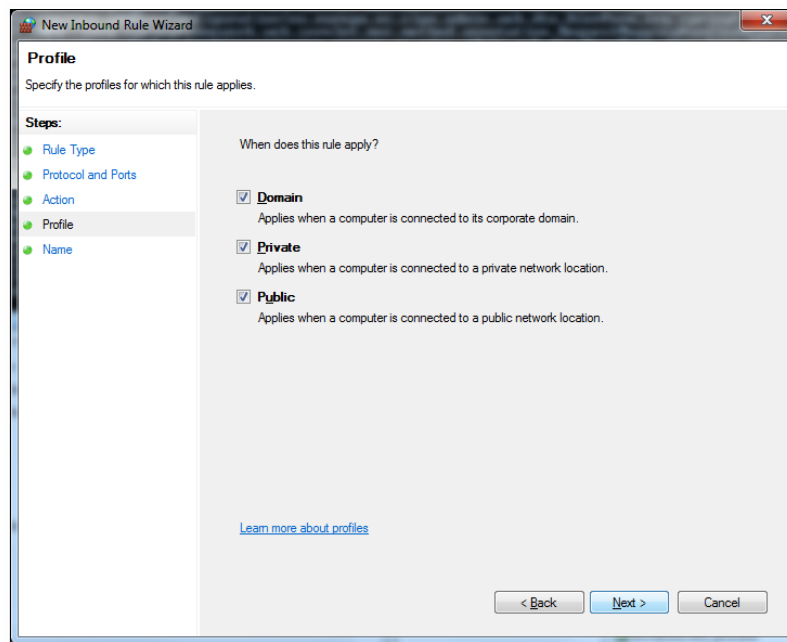 New Inbound Rule Wizard
Profile
Specify the profiles for which this rule applies.
Steps:
Rule Type
Protocol and Ports
Action
Profile
Name
When does this rule apply?
Domain
Applies when a computer is connected to its corporate domain.
Private
Applies when a computer is connected to a private network location.
Public
Applies when a computer is connected to a public network location.
Learn more about profiles
< Back
Next >
Cancel